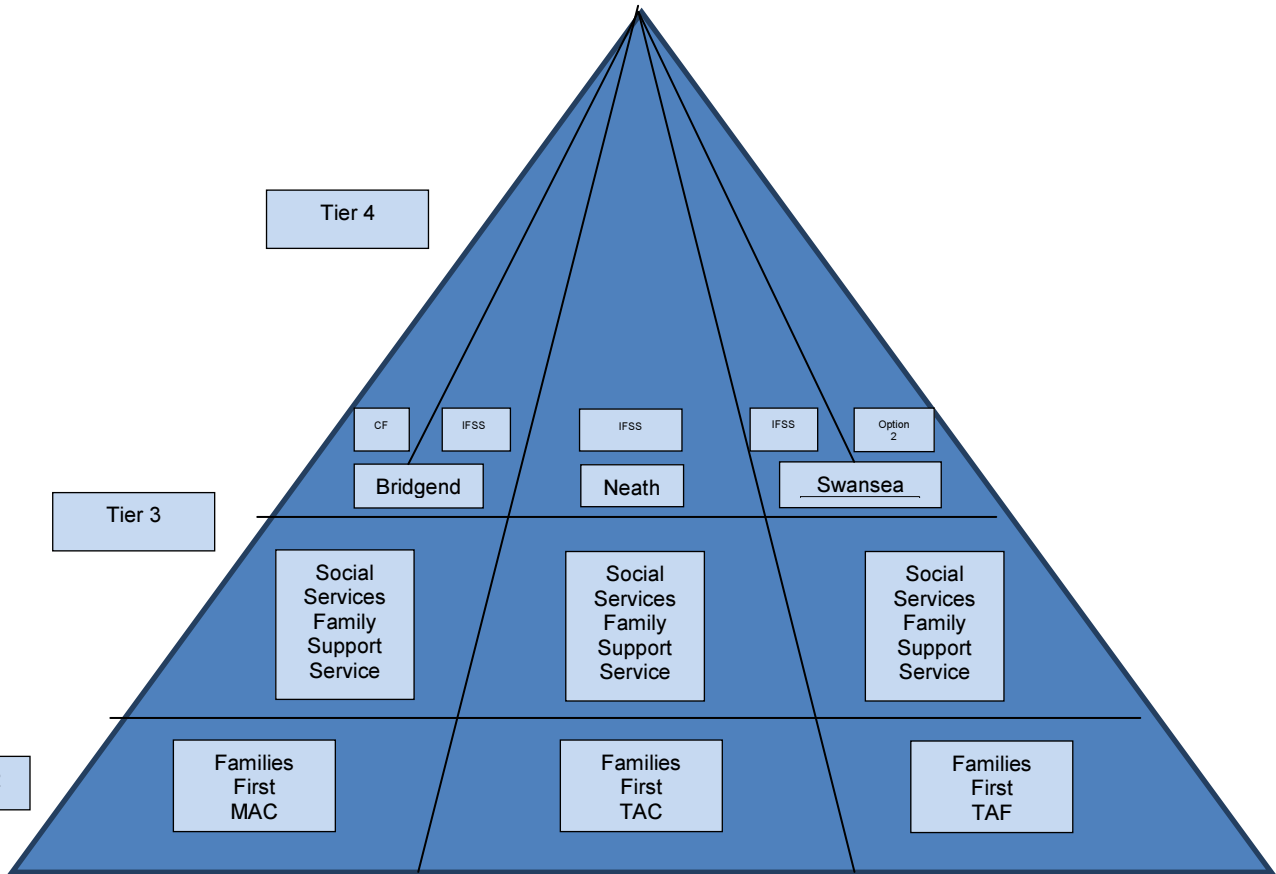 Tier 4
CF
IFSS
IFSS
IFSS
Option
2
Bridgend
Neath
Swansea
Tier 3
Social
Services
Family
Support
Service
Social
Services
Family
Support
Service
Social
Services
Family
Support
Service
Families
First
MAC
Families
First
TAC
Families
First
TAF